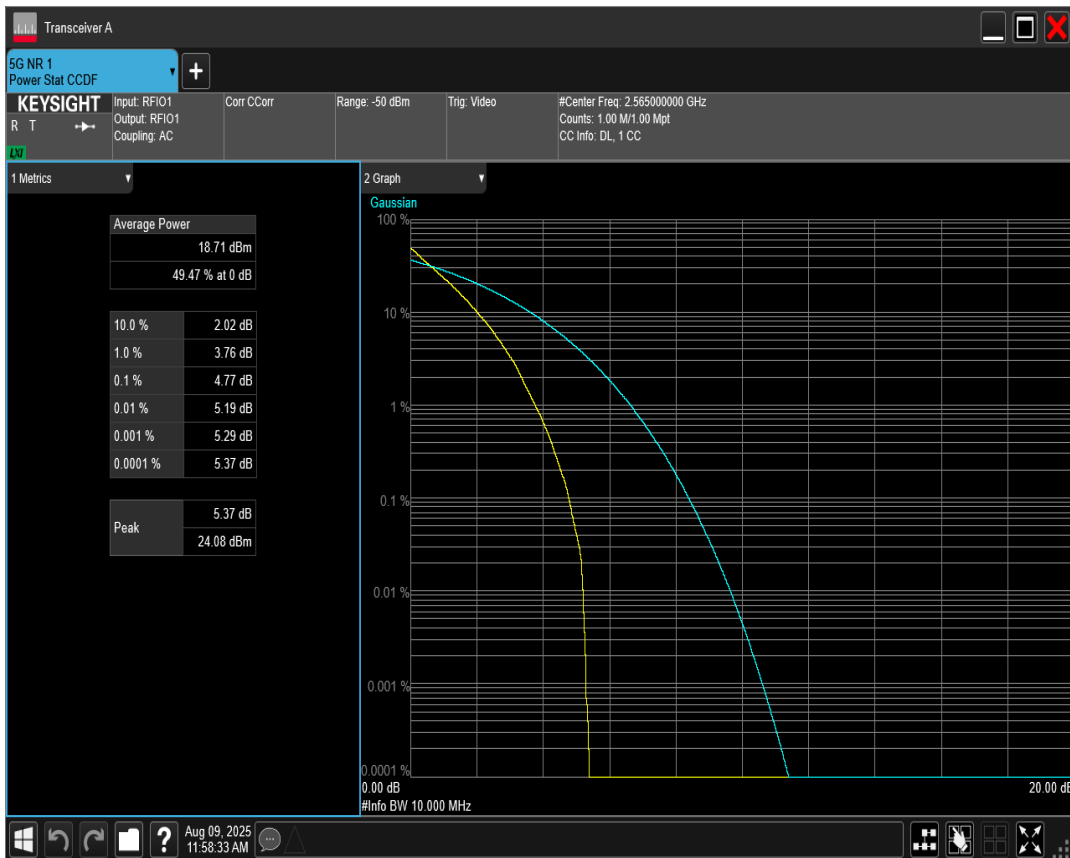 Transceiver A
5G NR 1
Power Stat CCDF
KEYSIGHT
R T
LXI
Input: RFIO1
Output: RFIO1
Coupling: AC
Corr CCorr
Range: -50 dBm
Trig: Video
#Center Freq: 2.565000000 GHz
Counts: 1.00 M/1.00 Mpt
CC Info: DL, 1 CC
1 Metrics
Average Power
18.71 dBm
49.47 % at 0 dB
10.0 % 2.02 dB
1.0 % 3.76 dB
0.1 % 4.77 dB
0.01 % 5.19 dB
0.001 % 5.29 dB
0.0001 % 5.37 dB
Peak
5.37 dB
24.08 dBm
2 Graph
Gaussian
100 %
10 %
1 %
0.1 %
0.01 %
0.001 %
0.0001 %
0.00 dB
20.00 dB
#Info BW 10.000 MHz
?
Aug 09, 2025
11:58:33 AM